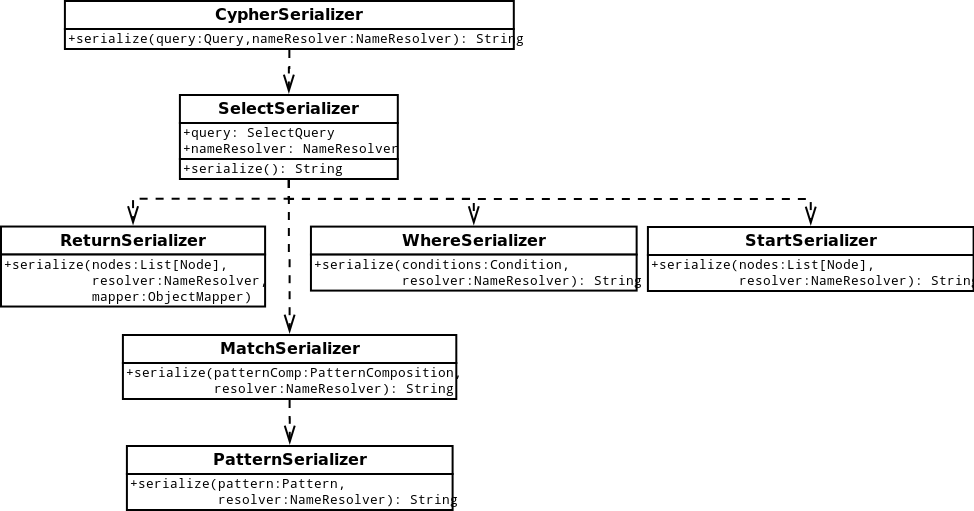 CypherSerializer
+serialize(query:Query,nameResolver:NameResolver): String
SelectSerializer
+query: SelectQuery
+nameResolver: NameResolver
+serialize(): String
ReturnSerializer
+serialize(nodes:List[Node],
resolver:NameResolver,
mapper:ObjectMapper)
WhereSerializer
+serialize(conditions:Condition,
resolver:NameResolver): String
StartSerializer
+serialize(nodes:List[Node],
resolver:NameResolver): String
MatchSerializer
+serialize(patternComp:PatternComposition,
resolver:NameResolver): String
PatternSerializer
+serialize(pattern:Pattern,
resolver:NameResolver): String